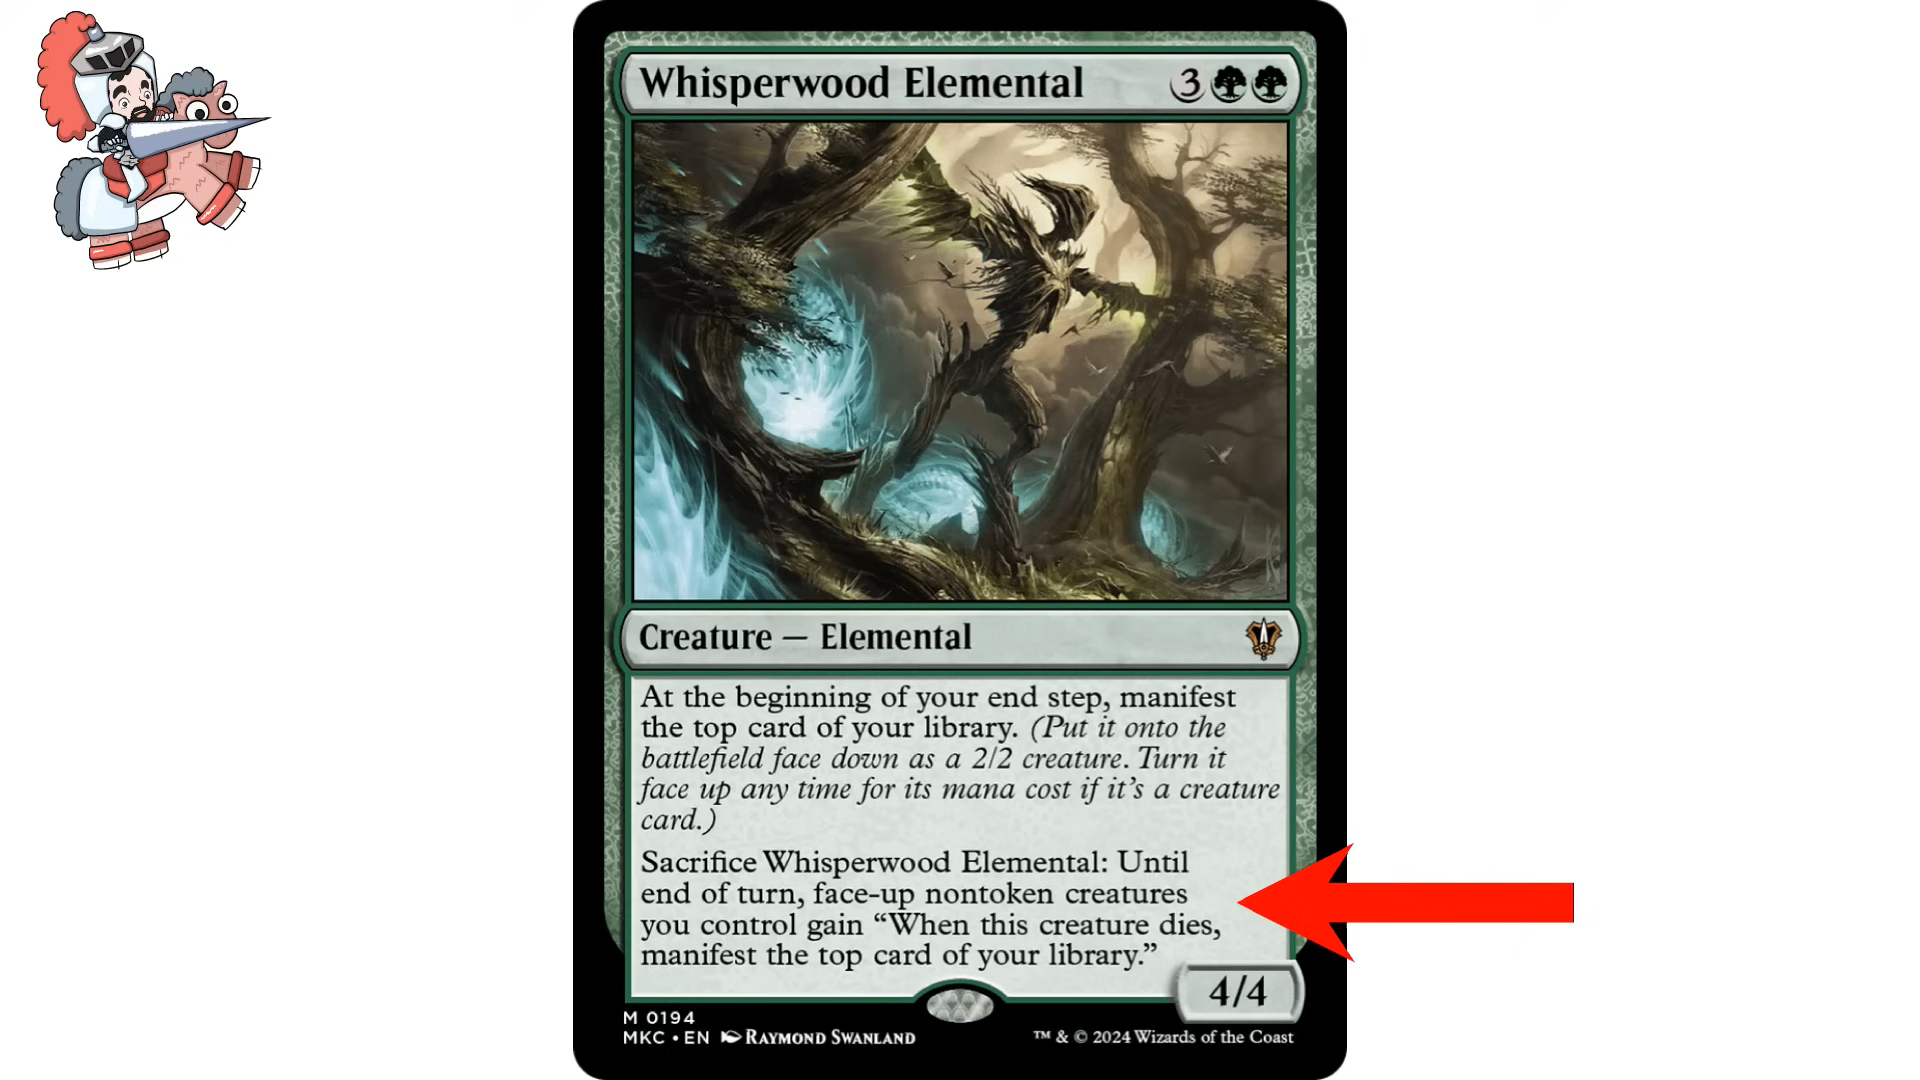 Whisperwood Elemental 3
Creature — Elemental
At the beginning of your end step, manifest
the top card of your library. (Put it onto the
battlefield face down as a 2/2 creature. Turn it
face up any time for its mana cost if it's a creature
card.)
Sacrifice Whisperwood Elemental: Until
end of turn, face-up nontoken creatures
you control gain “When this creature dies,
manifest the top card of your library.”
4/4
M 0194
MKC • EN Raymond Swanland
™ & © 2024 Wizards of the Coast